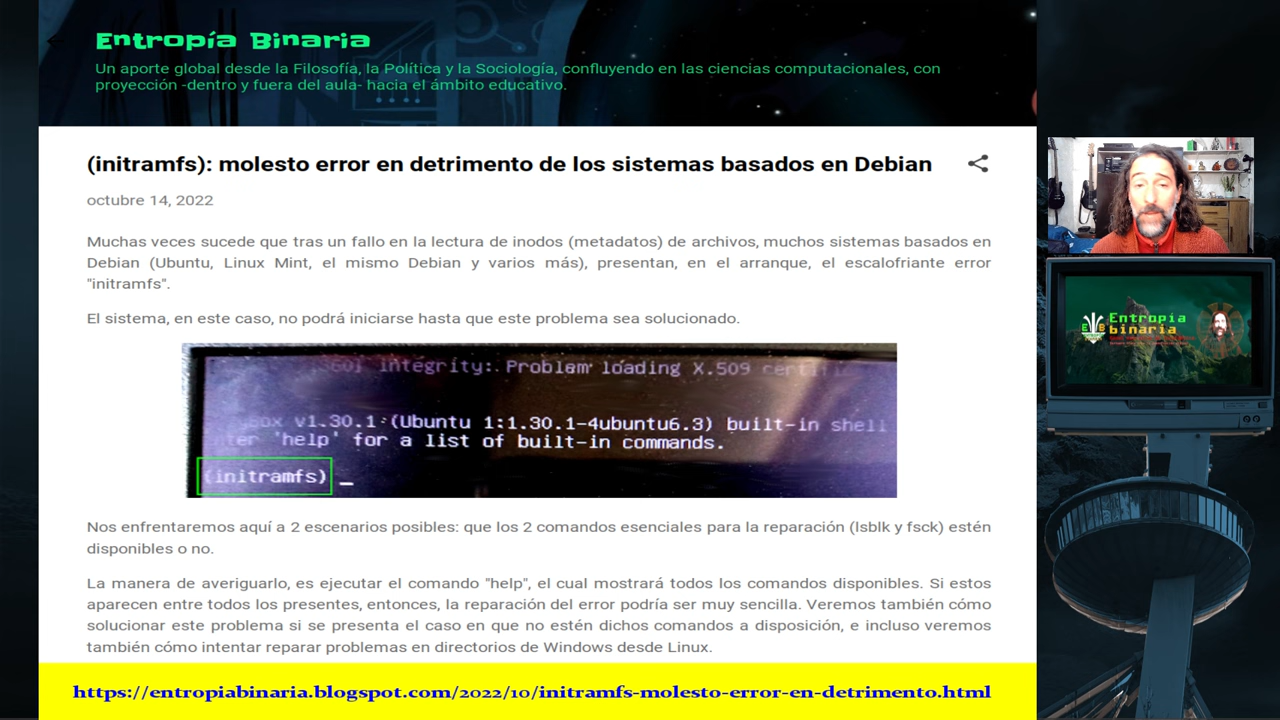 Entropía Binaria
Un aporte global desde la Filosofía, la Política y la Sociología, confluyendo en las ciencias computacionales, con
proyección -dentro y fuera del aula- hacia el ámbito educativo.
(initramfs): molesto error en detrimento de los sistemas basados en Debian
octubre 14, 2022
Muchas veces sucede que tras un fallo en la lectura de inodos (metadatos) de archivos, muchos sistemas basados en
Debian (Ubuntu, Linux Mint, el mismo Debian y varios más), presentan, en el arranque, el escalofriante error
"initramfs".
El sistema, en este caso, no podrá iniciarse hasta que este problema sea solucionado.
integrity: Problem loading X.509
v1.30.1 (Ubuntu 1:1.30.1-4ubuntu6.3) built-in shell
'help' for a list of built-in commands.
(initramfs) _
Nos enfrentaremos aquí a 2 escenarios posibles: que los 2 comandos esenciales para la reparación (lsblk y fsck) estén
disponibles o no.
La manera de averiguarlo, es ejecutar el comando "help", el cual mostrará todos los comandos disponibles. Si estos
aparecen entre todos los presentes, entonces, la reparación del error podría ser muy sencilla. Veremos también cómo
solucionar este problema si se presenta el caso en que no estén dichos comandos a disposición, e incluso veremos
también cómo intentar reparar problemas en directorios de Windows desde Linux.
https://entropiabinaria.blogspot.com/2022/10/initramfs-molesto-error-en-detrimento.html
Entropia
binaria